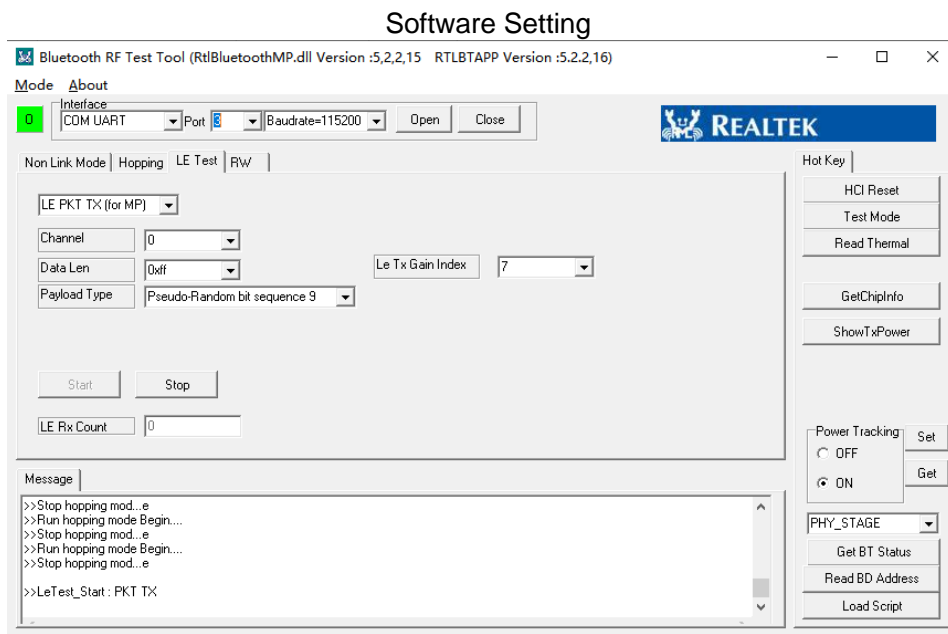 Software Setting
Bluetooth RF Test Tool (RtlBluetoothMP.dll Version :5,2,2,15 RTLBTAPP Version :5.2.2,16)
Mode About
0
Interface
COM UART
Port
3
Baudrate=115200
Open
Close
REALTEK
Non Link Mode
Hopping
LE Test
RW
Hot Key
LE PKT TX (for MP)
Channel
0
Data Len
0xff
Le Tx Gain Index
7
Payload Type
Pseudo-Random bit sequence 9
Start
Stop
LE Rx Count
0
HCI Reset
Test Mode
Read Thermal
GetChipInfo
ShowTxPower
Power Tracking
OFF
ON
Set
Get
PHY_STAGE
Get BT Status
Read BD Address
Load Script
Message
>>Stop hopping mod...e
>>Run hopping mode Begin....
>>Stop hopping mod...e
>>Run hopping mode Begin....
>>Stop hopping mod...e
>>LeTest_Start : PKT TX